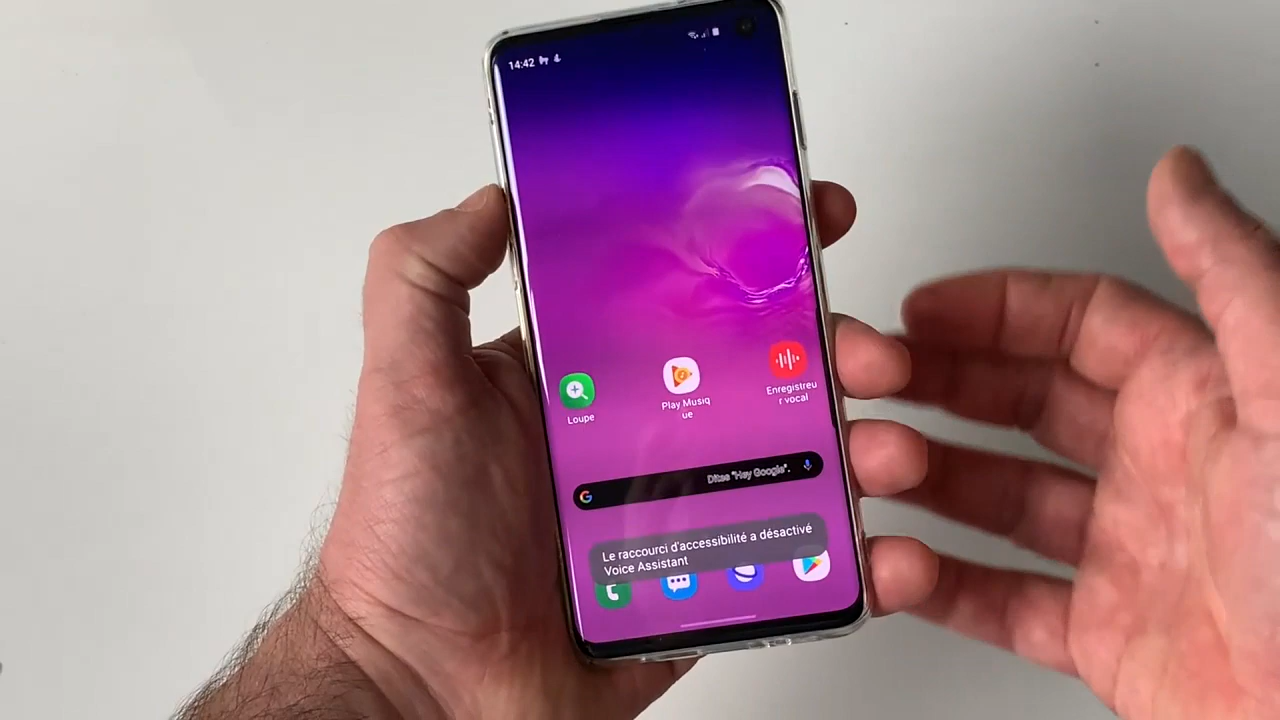 14:42
Loupe
Play Musiq
ue
Enregistreu
r vocal
Dites "Hey Google".
Le raccourci d'accessibilité a désactivé
Voice Assistant